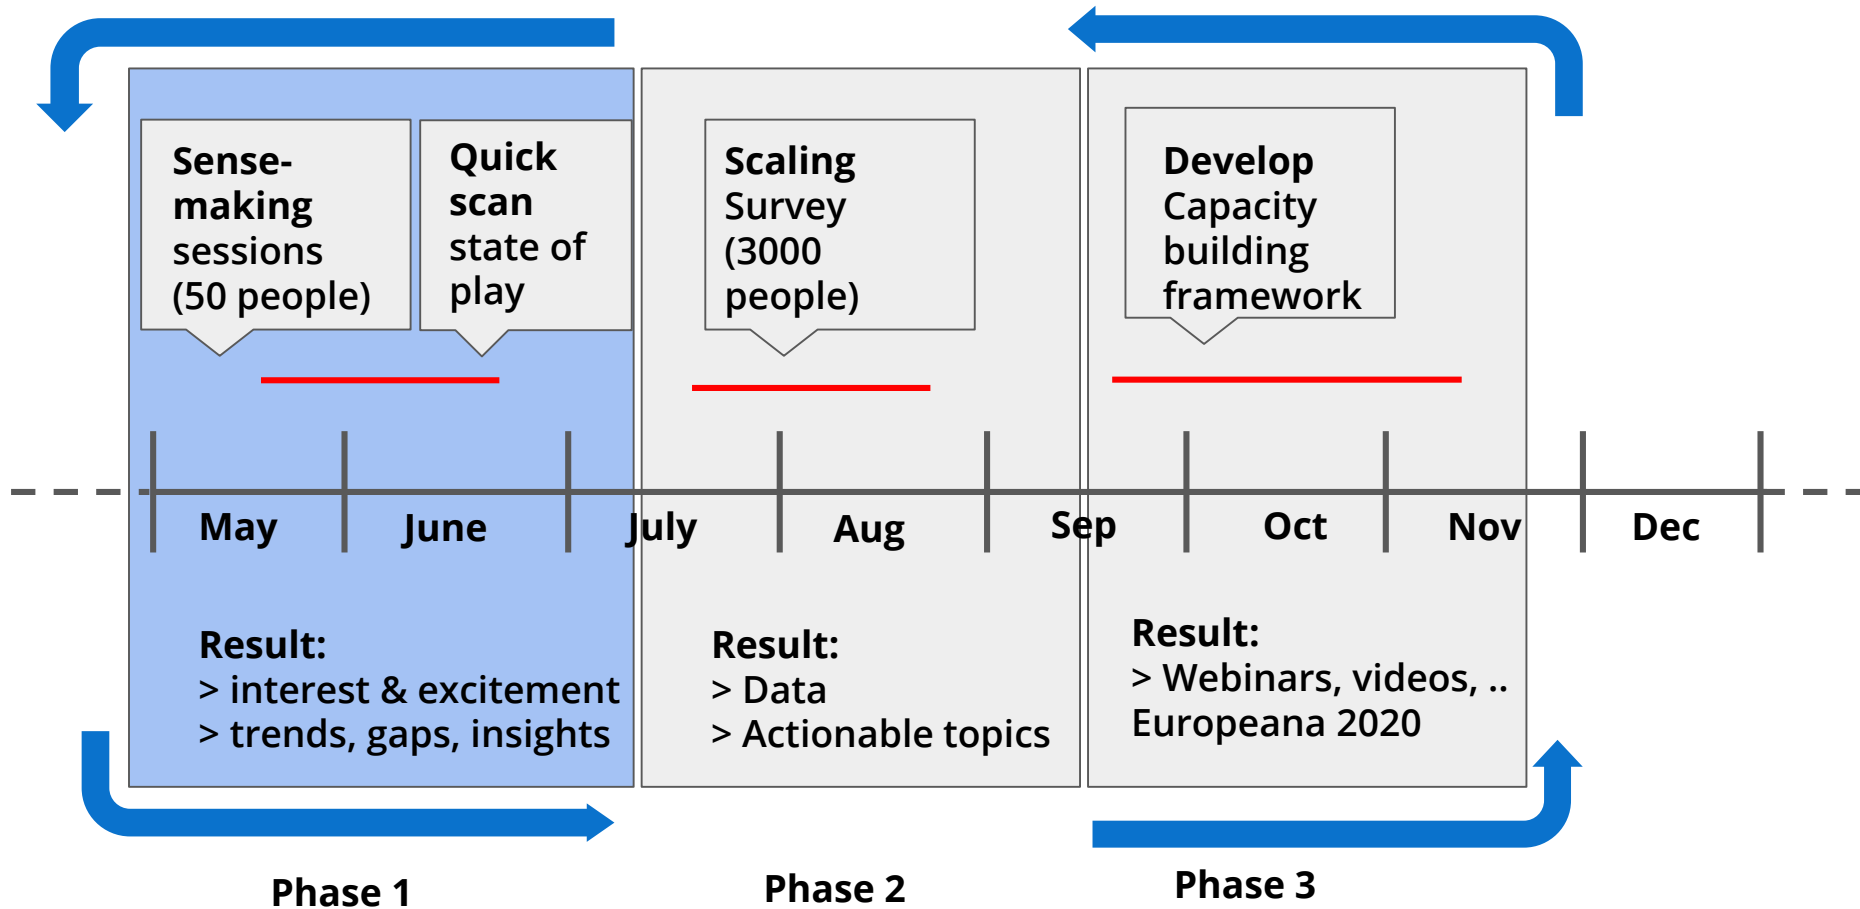 Sense-
making
sessions
(50 people)
Quick
scan
state of
play
Scaling
Survey
(3000
people)
Develop
Capacity
building
framework
May
June
July
Aug
Sep
Oct
Nov
Dec
Result:
> interest & excitement
> trends, gaps, insights
Result:
> Data
> Actionable topics
Result:
> Webinars, videos, ..
Europeana 2020
Phase 1
Phase 2
Phase 3